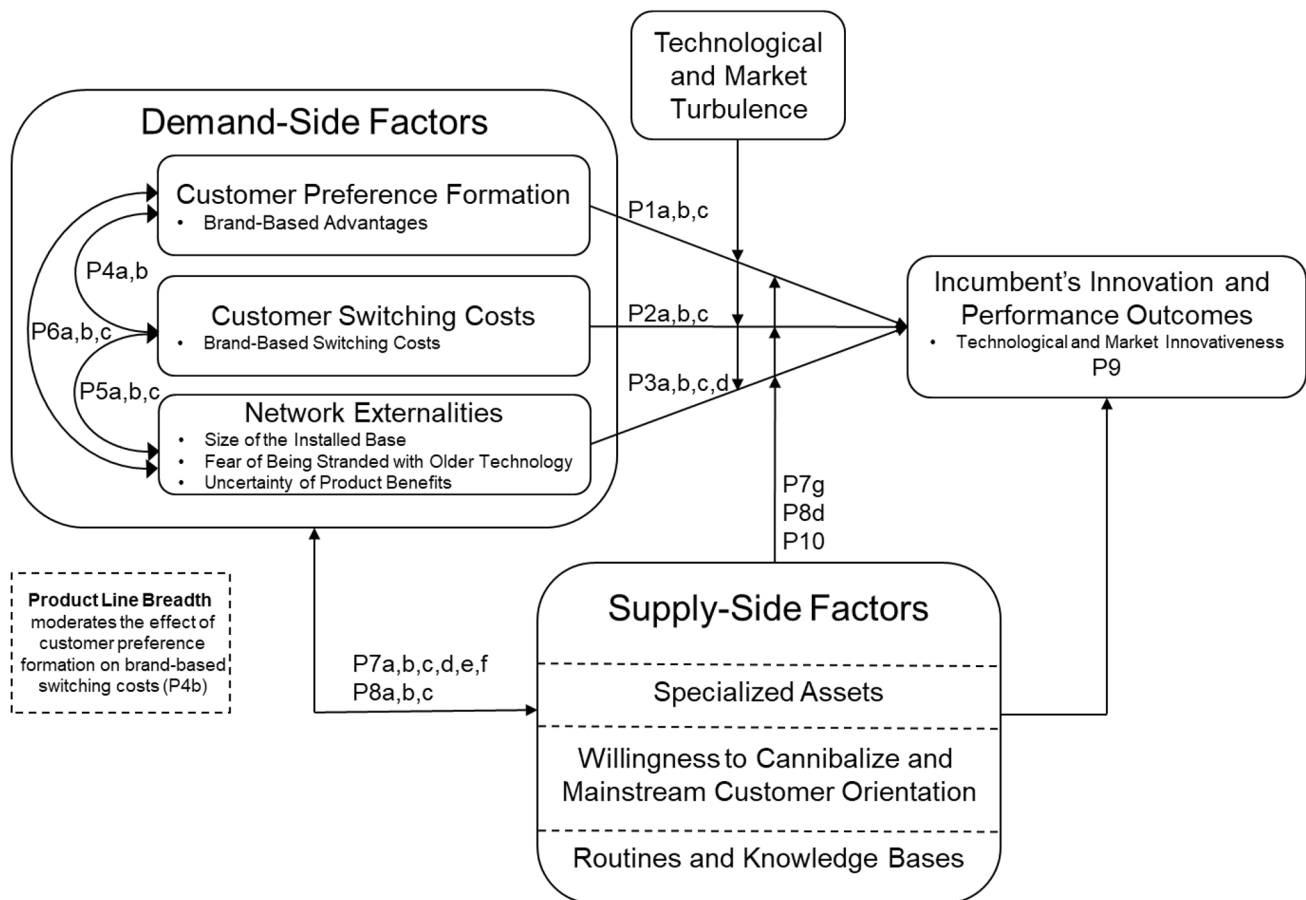 Technological
and Market
Turbulence
Demand-Side Factors
Customer Preference Formation
• Brand-Based Advantages
P1a,b,c
P4a,b
Customer Switching Costs
• Brand-Based Switching Costs
P2a,b,c
Incumbent's Innovation and
Performance Outcomes
• Technological and Market Innovativeness
P9
P6a,b,c
P5a,b,c
P3a,b,c,d
Network Externalities
• Size of the Installed Base
• Fear of Being Stranded with Older Technology
• Uncertainty of Product Benefits
P7g
P8d
P10
Product Line Breadth
moderates the effect of
customer preference
formation on brand-based
switching costs (P4b)
P7a,b,c,d,e,f
P8a,b,c
Supply-Side Factors
Specialized Assets
Willingness to Cannibalize and
Mainstream Customer Orientation
Routines and Knowledge Bases